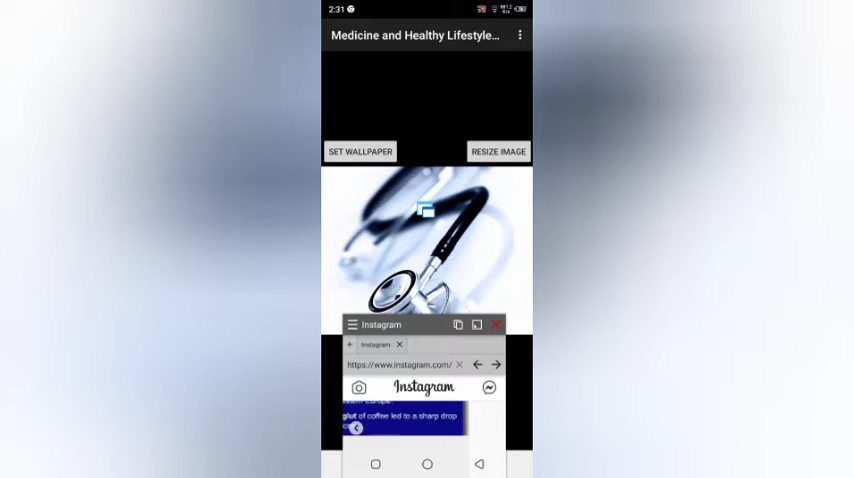 2:31
Medicine and Healthy Lifestyle...
SET WALLPAPER
RESIZE IMAGE
Instagram
Instagram
https://www.instagram.com/
Instagram
glut of coffee led to a sharp drop